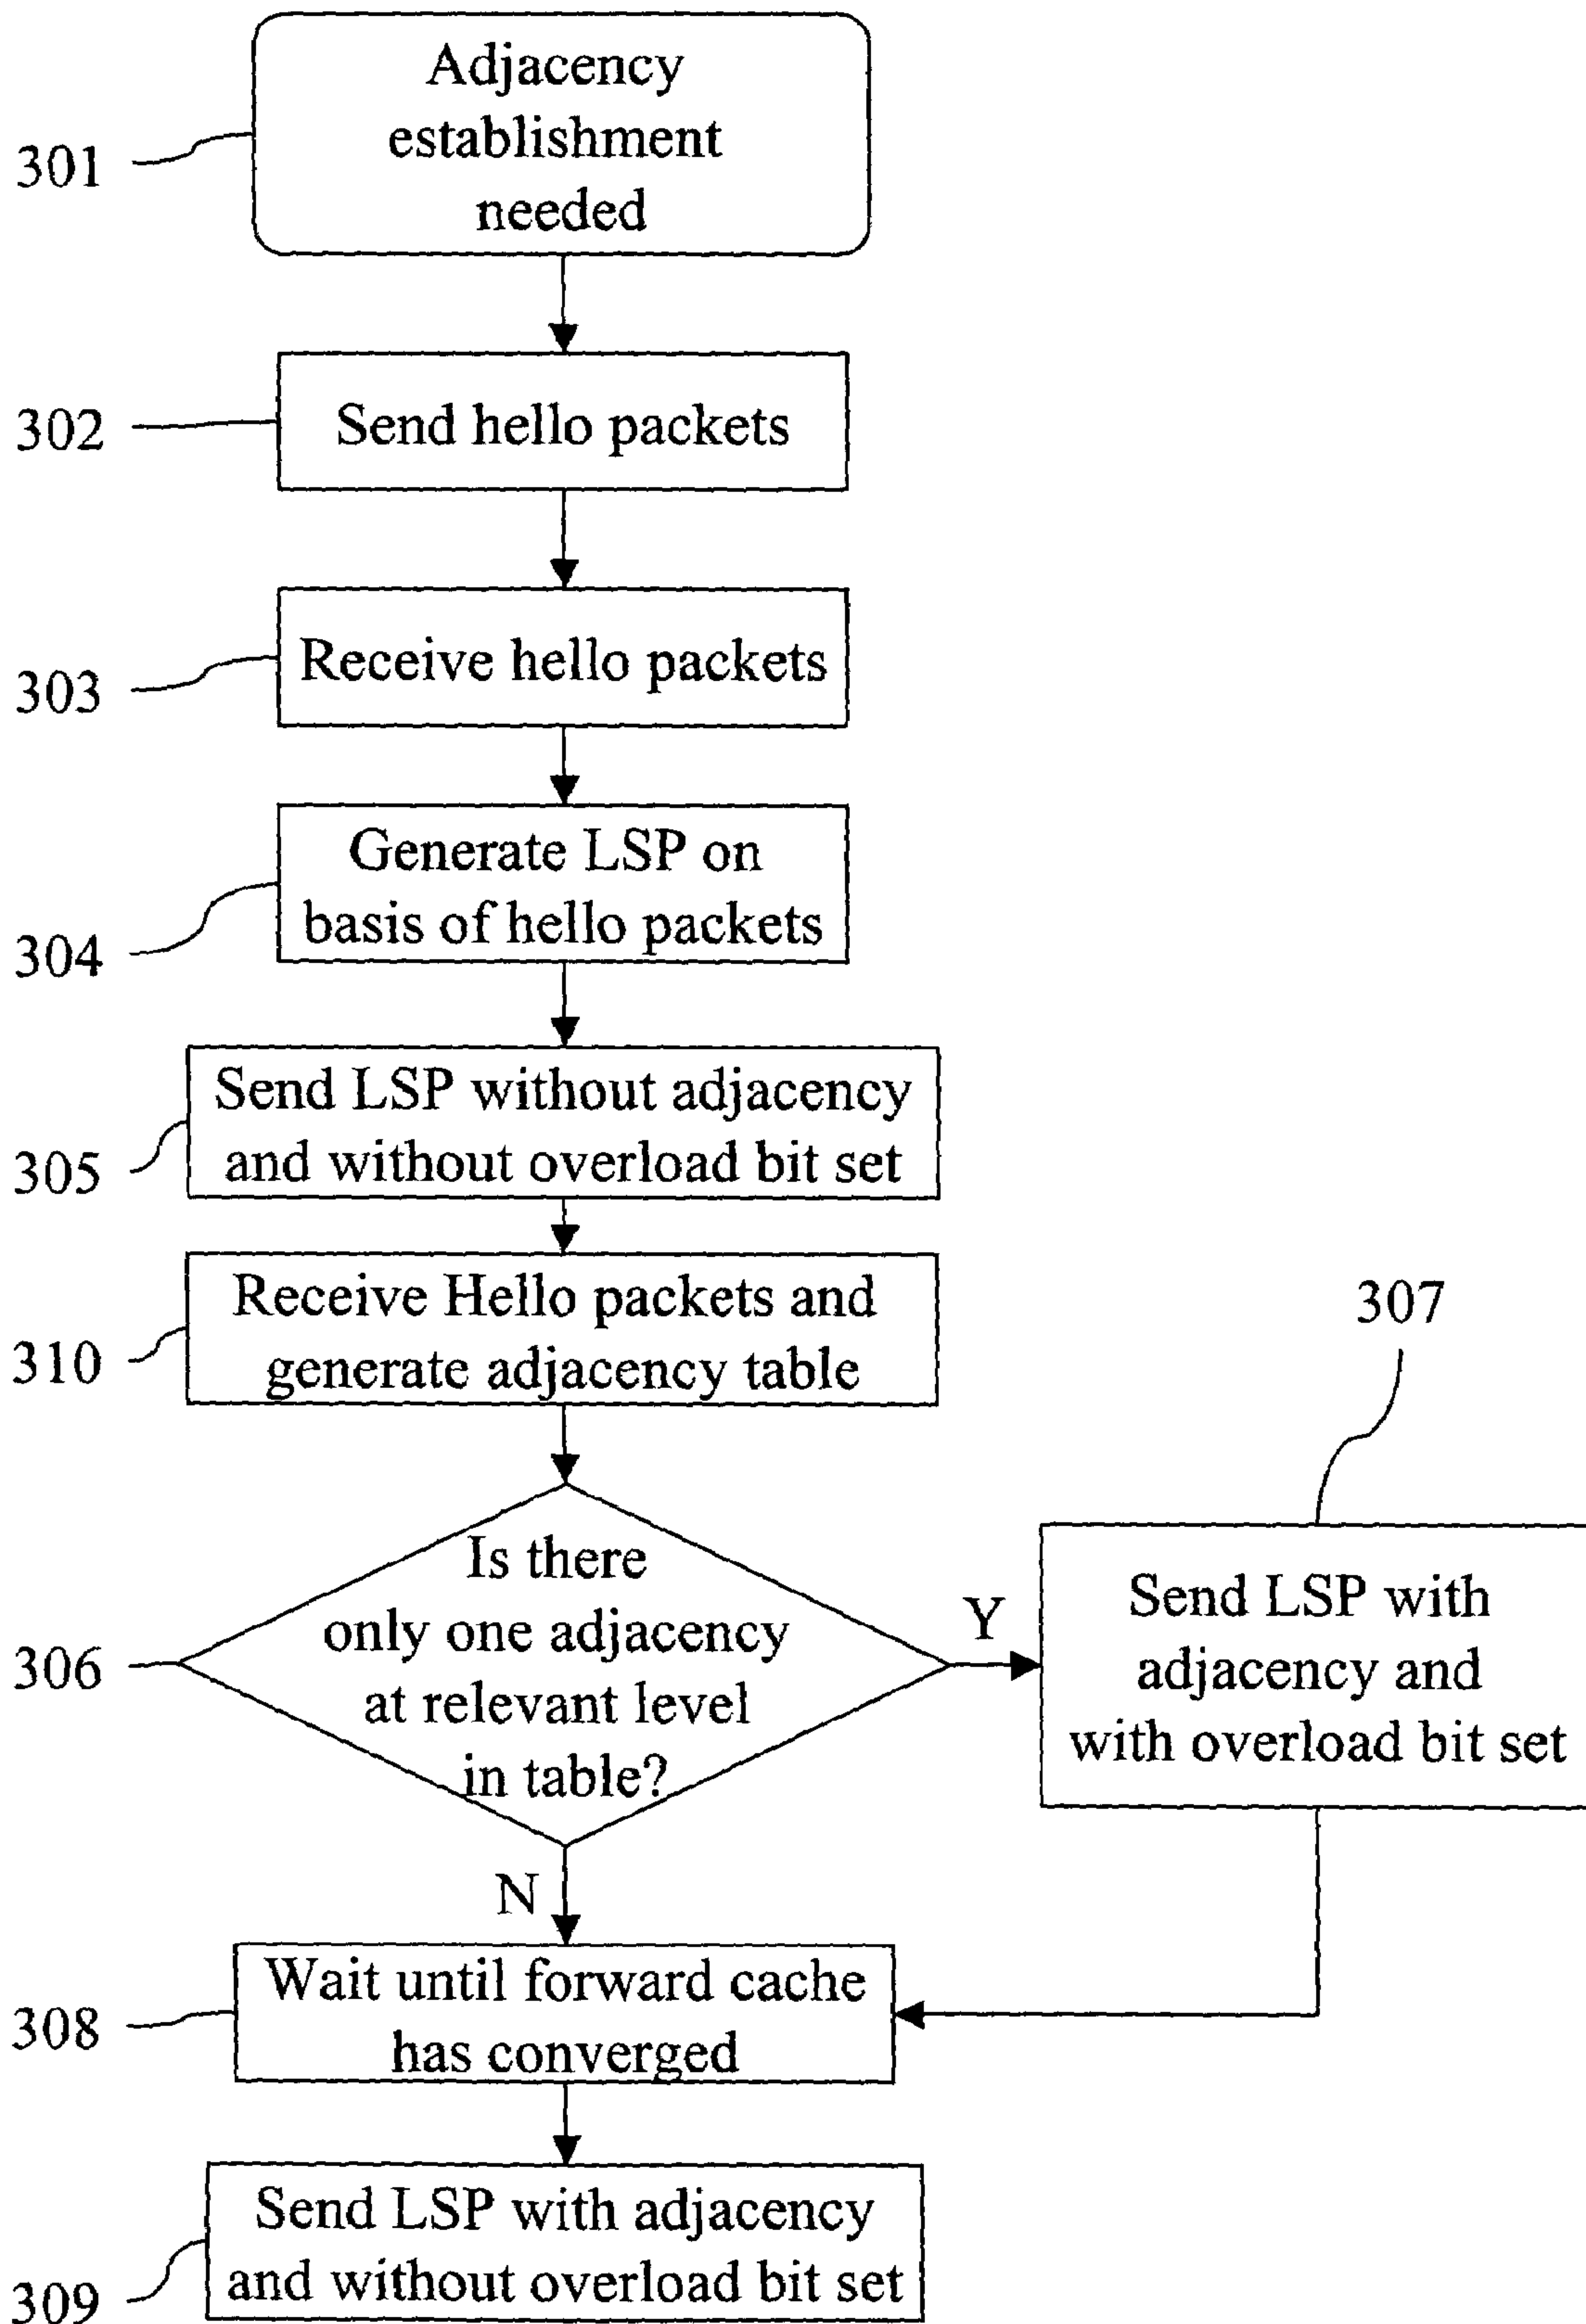 Adjacency
establishment
needed
301
302
Send hello packets
303
Receive hello packets
304
Generate LSP on
basis of hello packets
305
Send LSP without adjacency
and without overload bit set
310
Receive Hello packets and
generate adjacency table
306
Is there
only one adjacency
at relevant level
in table?
Y
N
307
Send LSP with
adjacency and
with overload bit set
308
Wait until forward cache
has converged
309
Send LSP with adjacency
and without overload bit set